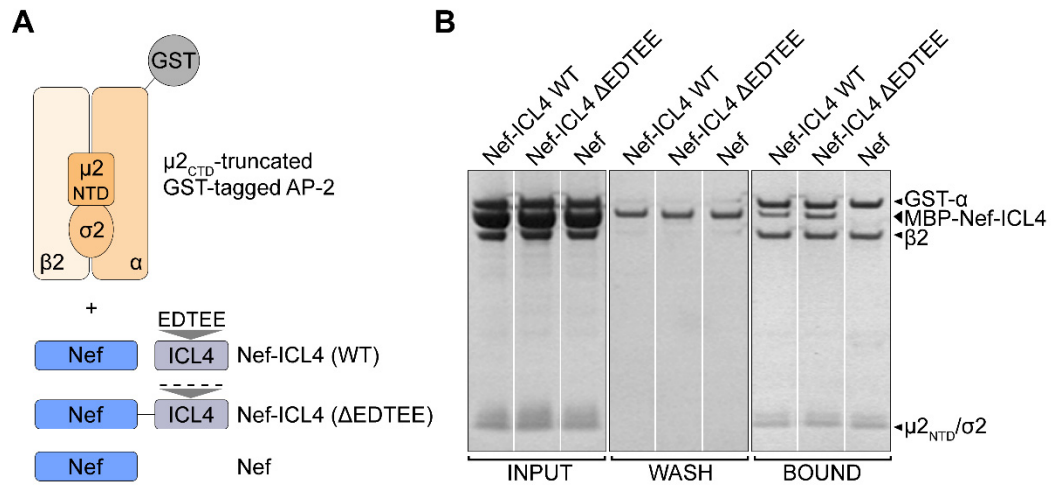 A
GST
μ2
NTD
σ2
β2
α
μ2CTD-truncated
GST-tagged AP-2
+
EDTEE
Nef
ICL4
Nef-ICL4 (WT)
Nef
ICL4
Nef-ICL4 (ΔEDTEE)
Nef
Nef
B
Nef-ICL4 WT
Nef-ICL4 ΔEDTEE
Nef
Nef-ICL4 WT
Nef-ICL4 ΔEDTEE
Nef
Nef-ICL4 WT
Nef-ICL4 ΔEDTEE
Nef
GST-α
MBP-Nef-ICL4
β2
μ2NTD/σ2
INPUT
WASH
BOUND